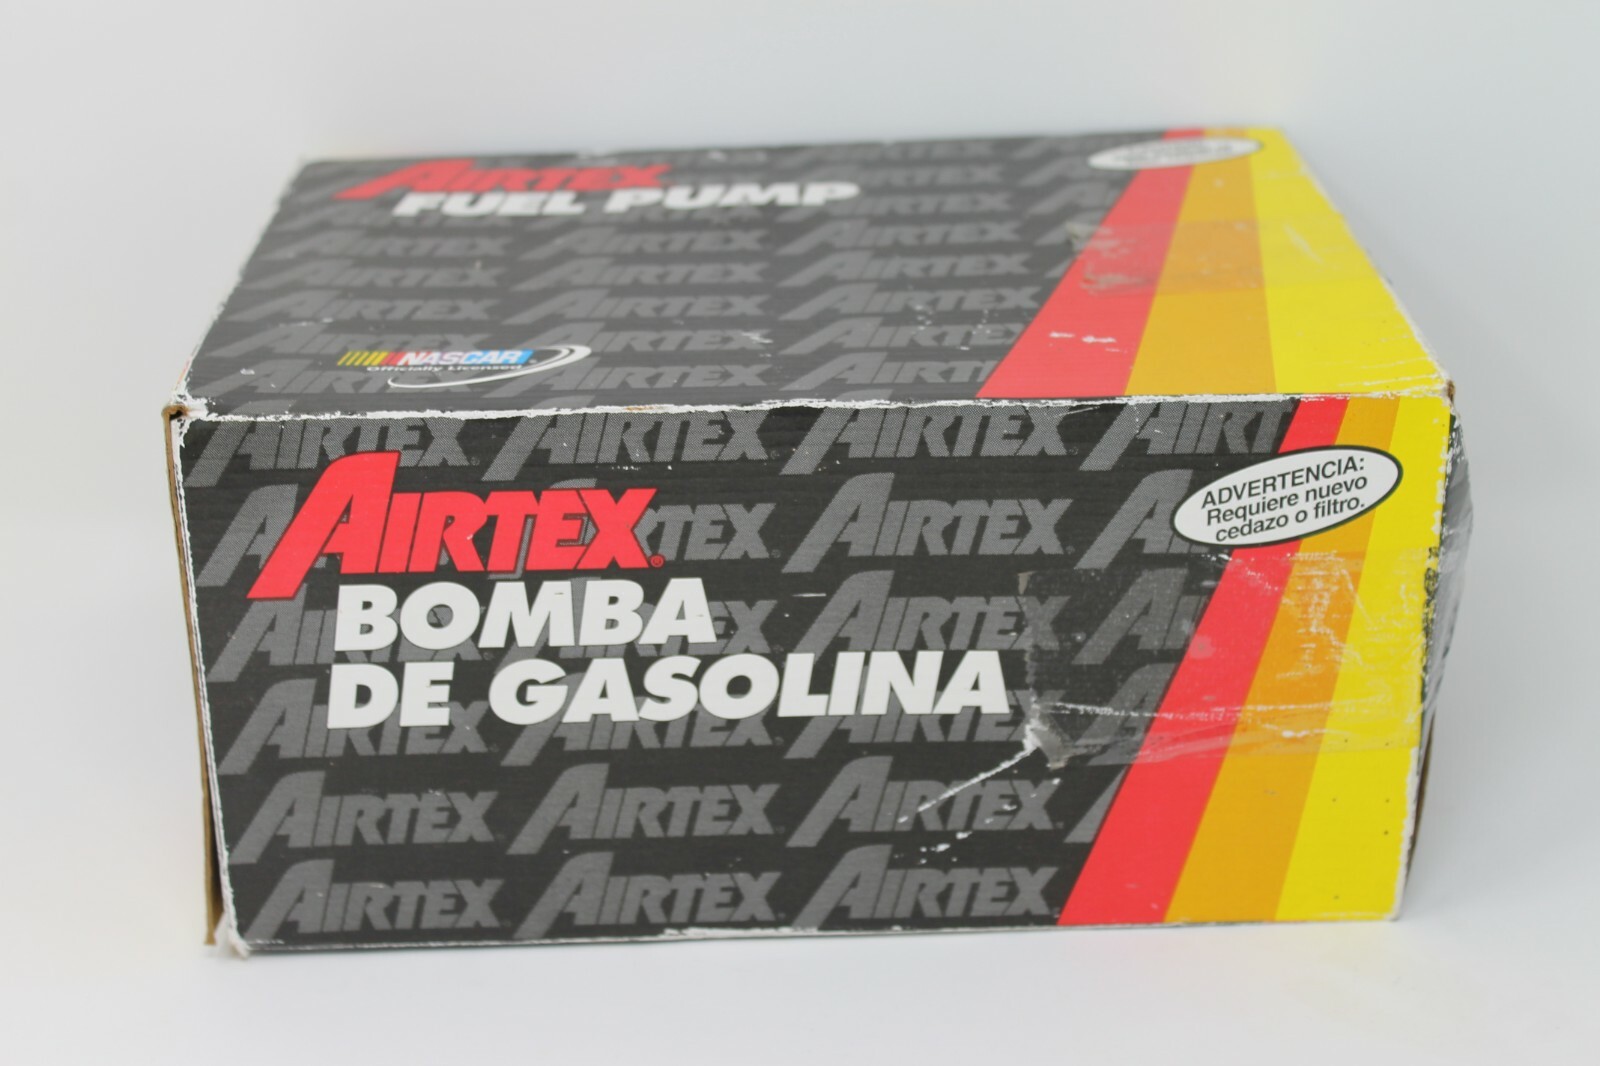 AIRTEX
FUEL PUMP
NASCAR
Officially Licensed
AIRTEX®
BOMBA
DE GASOLINA
ADVERTENCIA:
Requiere nuevo
cedazo o filtro.